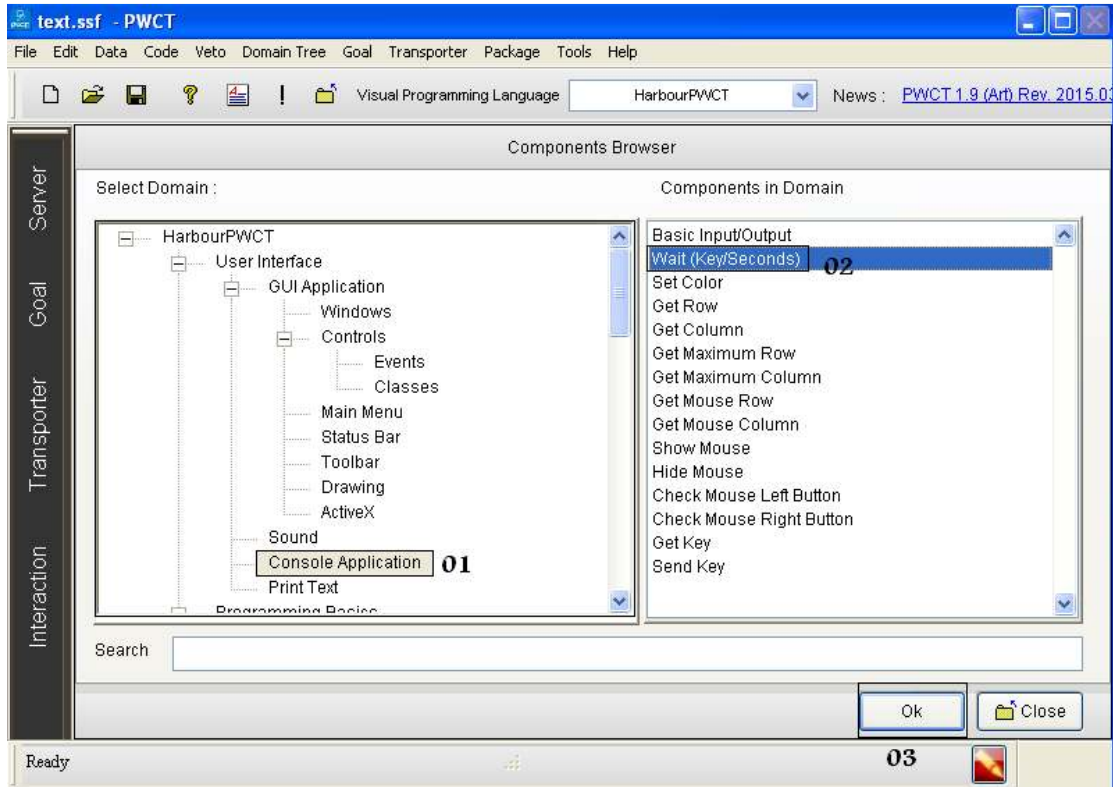 text.ssf - PWCT
File Edit Data Code Veto Domain Tree Goal Transporter Package Tools Help
Visual Programming Language HarbourPWCT News : PWCT 1.9 (Art) Rev. 2015.03
Components Browser
Server
Goal
Transporter
Interaction
Select Domain :
HarbourPWCT
User Interface
GUI Application
Windows
Controls
Events
Classes
Main Menu
Status Bar
Toolbar
Drawing
ActiveX
Sound
Console Application 01
Print Text
Programming Basics
Components in Domain
Basic Input/Output
Wait (Key/Seconds) 02
Set Color
Get Row
Get Column
Get Maximum Row
Get Maximum Column
Get Mouse Row
Get Mouse Column
Show Mouse
Hide Mouse
Check Mouse Left Button
Check Mouse Right Button
Get Key
Send Key
Search
Ok Close
Ready 03